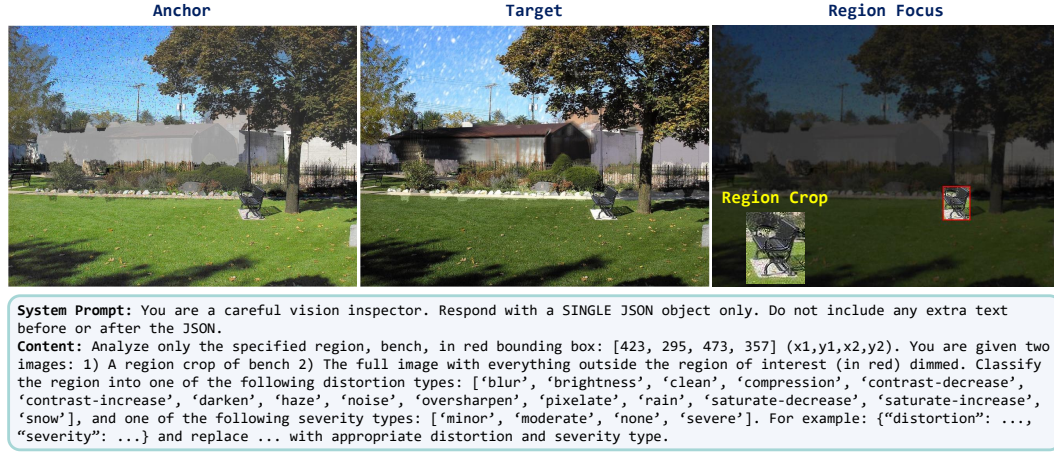 Anchor
Target
Region Focus
Region Crop
System Prompt: You are a careful vision inspector. Respond with a SINGLE JSON object only. Do not include any extra text
before or after the JSON.
Content: Analyze only the specified region, bench, in red bounding box: [423, 295, 473, 357] (x1,y1,x2,y2). You are given two
images: 1) A region crop of bench 2) The full image with everything outside the region of interest (in red) dimmed. Classify
the region into one of the following distortion types: [‘blur’, ‘brightness’, ‘clean’, ‘compression’, ‘contrast-decrease’,
‘contrast-increase’, ‘darken’, ‘haze’, ‘noise’, ‘oversharpen’, ‘pixelate’, ‘rain’, ‘saturate-decrease’, ‘saturate-increase’,
‘snow’], and one of the following severity types: [‘minor’, ‘moderate’, ‘none’, ‘severe’]. For example: {“distortion”: ...,
“severity”: ...} and replace ... with appropriate distortion and severity type.